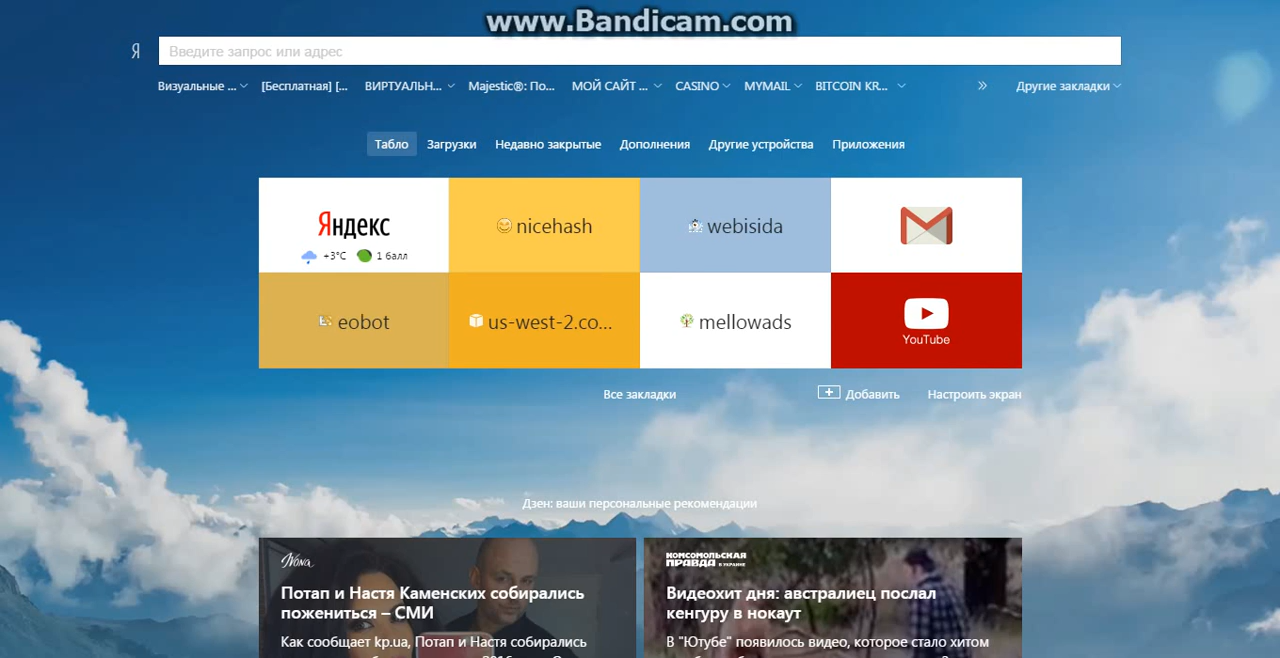 www.Bandicam.com
Я
Введите запрос или адрес
Визуальные ... [Бесплатная] [... ВИРТУАЛЬН... Majestic®: По... МОЙ САЙТ ... CASINO MYMAIL BITCOIN KR... » Другие закладки
Табло Загрузки Недавно закрытые Дополнения Другие устройства Приложения
Яндекс
+3°C 1 балл
nicehash
webisida
eobot
us-west-2.co...
mellowads
YouTube
Все закладки Добавить Настроить экран
Дзен: ваши персональные рекомендации
Nona
Потап и Настя Каменских собирались
пожениться – СМИ
Как сообщает kp.ua, Потап и Настя собирались
КОМСОМОЛЬСКАЯ
ПРАВДА В УКРАИНЕ
Видеохит дня: австралиец послал
кенгуру в нокаут
В "Ютубе" появилось видео, которое стало хитом